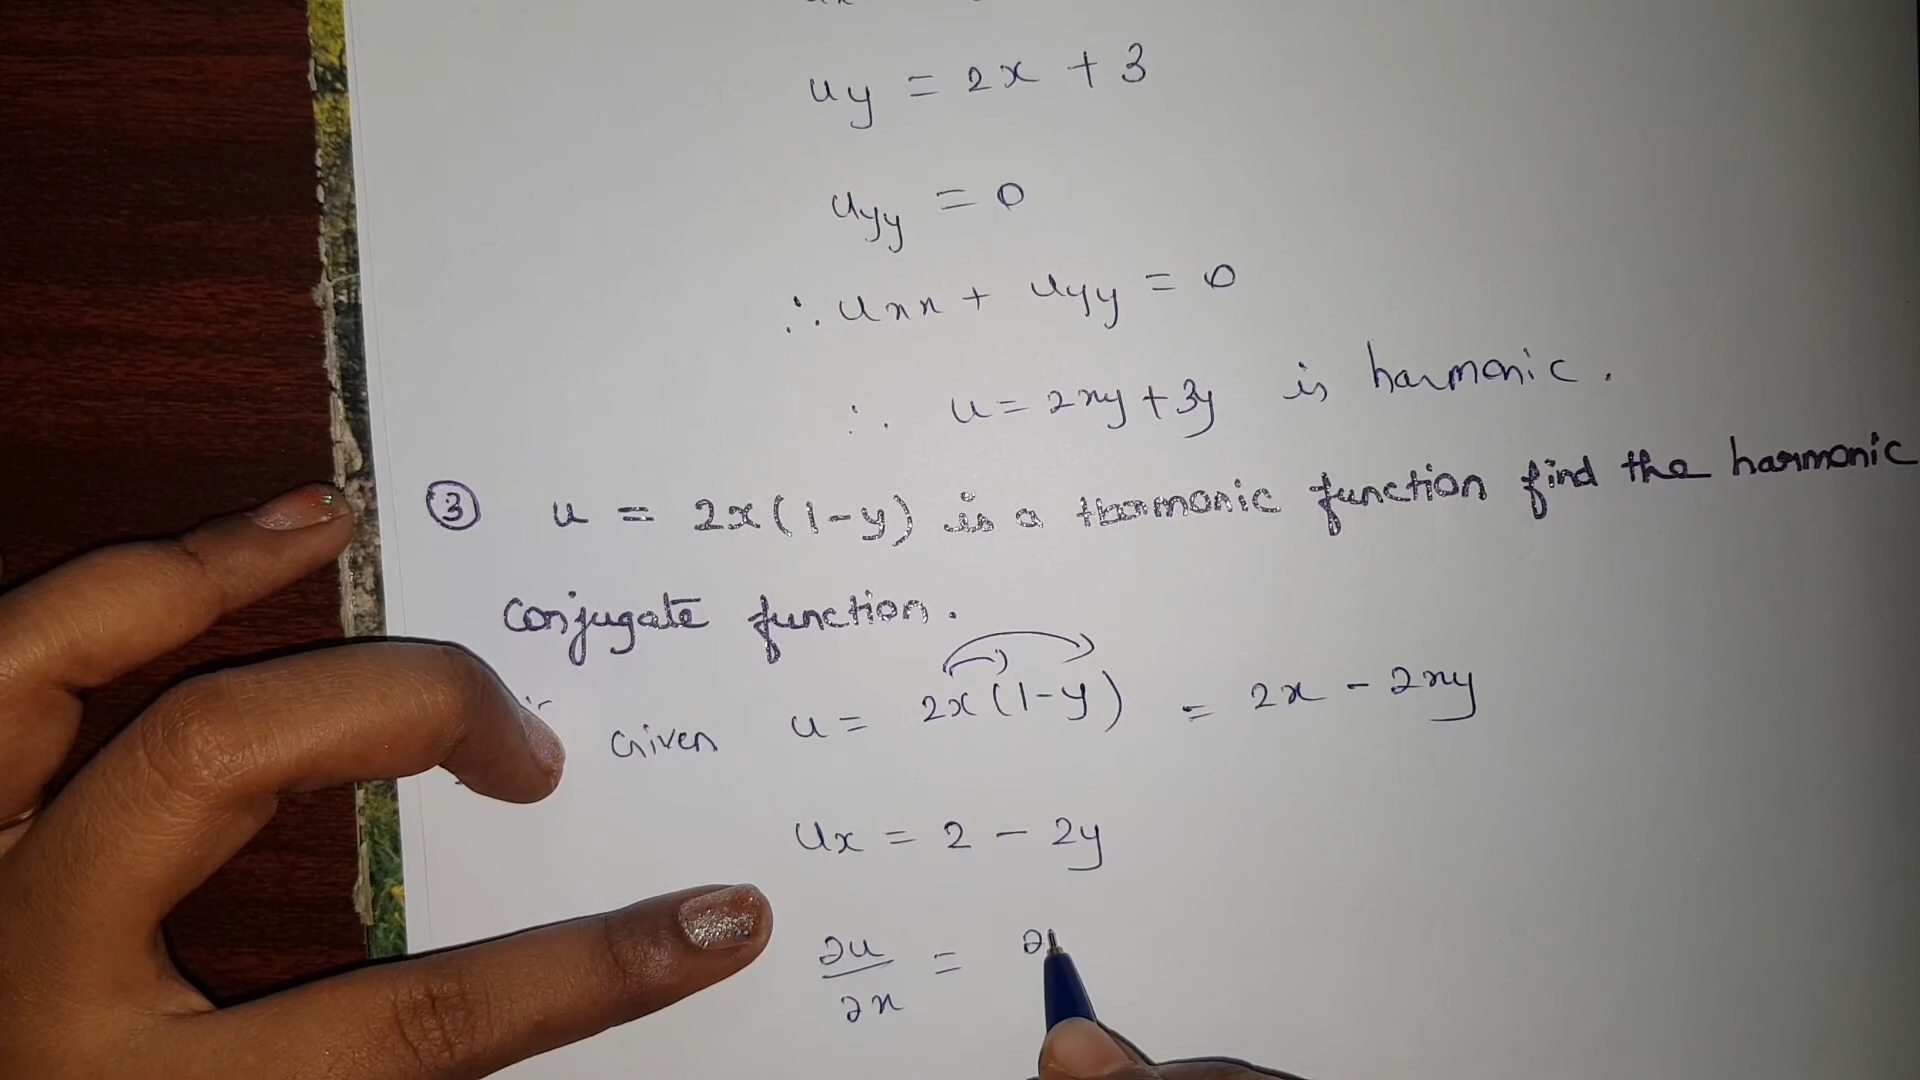 uy = 2x + 3
uyy = 0
∴ uxx + uyy = 0
∴ u = 2xy + 3y is harmonic.
③ u = 2x(1-y) is a harmonic function find the harmonic
conjugate function.
Given u = 2x(1-y) = 2x - 2xy
ux = 2 - 2y
∂u/∂x =